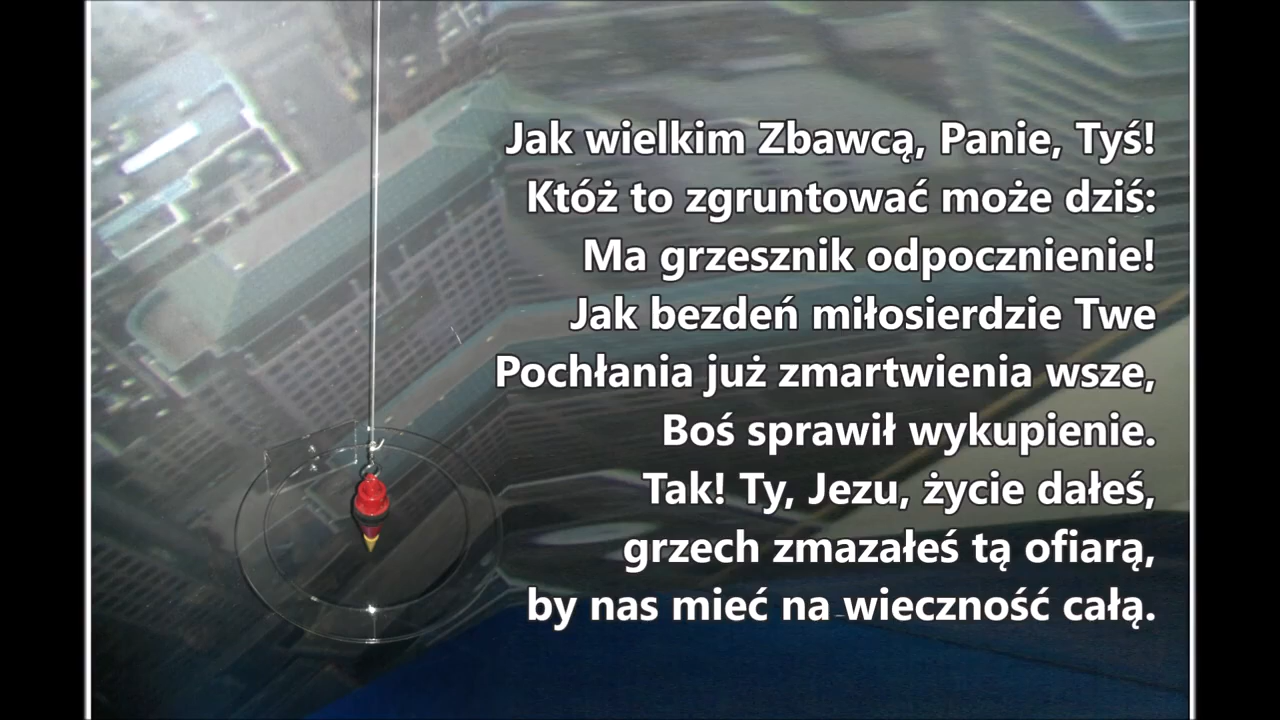 Jak wielkim Zbawcą, Panie, Tyś!
Któż to zgruntować może dziś:
Ma grzesznik odpocznienie!
Jak bezdeń miłosierdzie Twe
Pochłania już zmartwienia wsze,
Boś sprawił wykupienie.
Tak! Ty, Jezu, życie dałeś,
grzech zmazałeś tą ofiarą,
by nas mieć na wieczność całą.